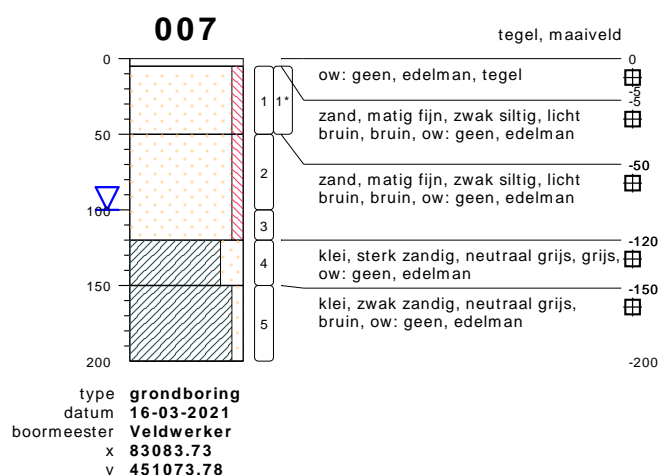 007
tegel, maaiveld
0
0
ow: geen, edelman, tegel
-5
-5
1
1*
zand, matig fijn, zwak siltig, licht
bruin, bruin, ow: geen, edelman
50
-50
2
zand, matig fijn, zwak siltig, licht
bruin, bruin, ow: geen, edelman
100
3
-120
4
klei, sterk zandig, neutraal grijs, grijs,
ow: geen, edelman
150
-150
5
klei, zwak zandig, neutraal grijs,
bruin, ow: geen, edelman
200
-200
type grondboring
datum 16-03-2021
boormeester Veldwerker
x 83083.73
y 451073.78